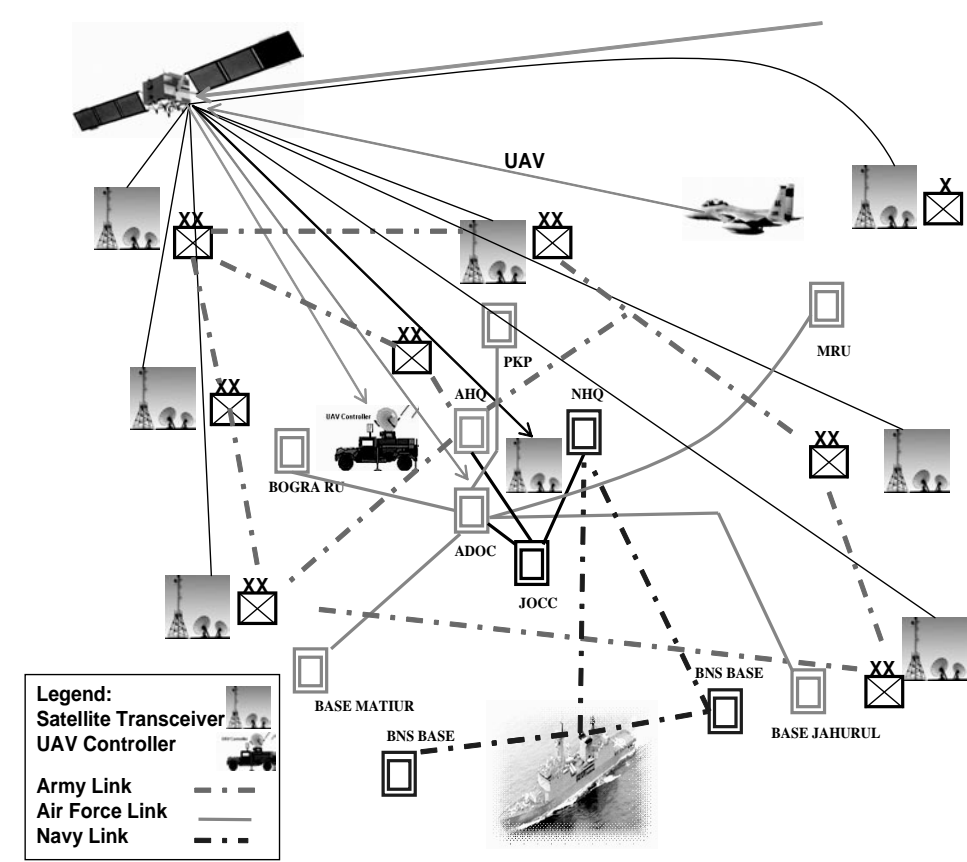 UAV
X
XX
XX
XX
PKP
MRU
XX
AHQ
NHQ
UAV Controller
XX
BOGRA RU
ADOC
XX
JOCC
XX
BNS BASE
BASE MATIUR
BASE JAHURUL
BNS BASE
Legend:
Satellite Transceiver
UAV Controller
Army Link
Air Force Link
Navy Link